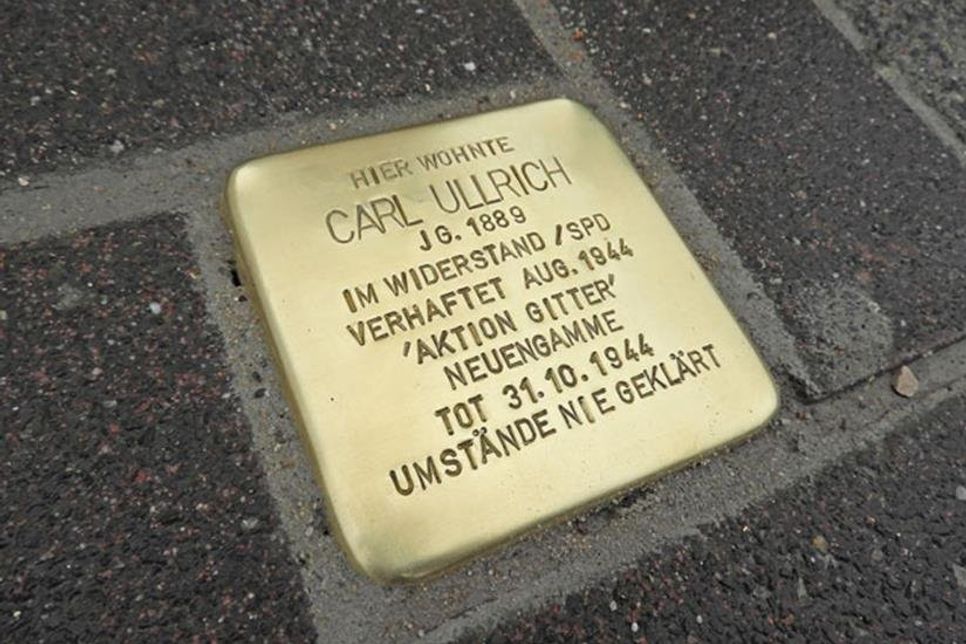 HIER WOHNTE
CARL ULLRICH
JG. 1889
IM WIDERSTAND / SPD
VERHAFTET AUG. 1944
'AKTION GITTER'
NEUENGAMME
TOT 31.10.1944
UMSTÄNDE NIE GEKLÄRT